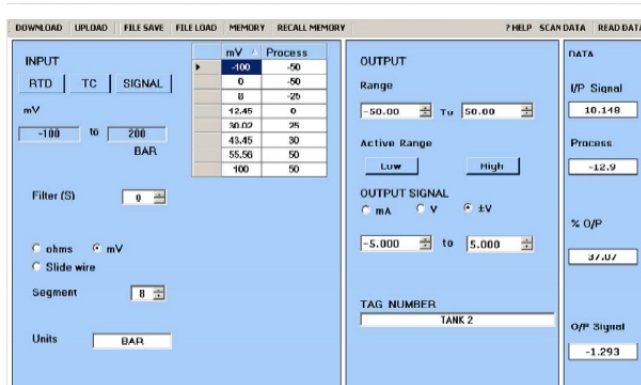 DOWNLOAD UPLOAD FILE SAVE FILE LOAD MEMORY RECALL MEMORY ? HELP SCAN DATA READ DATA
INPUT
RTD TC SIGNAL
mV
-100 to 200
BAR
Filter (S) 0
ohms mV
Slide wire
Segment 8
Units BAR
mV Process
-100 -50
0 -50
8 -25
12.45 0
30.02 25
43.45 30
55.56 50
100 50
OUTPUT
Range
-50.00 To 50.00
Active Range
Low High
OUTPUT SIGNAL
mA V ±V
-5.000 to 5.000
TAG NUMBER
TANK 2
DATA
I/P Signal
10.148
Process
-12.9
% O/P
37.07
O/P Signal
-1.293